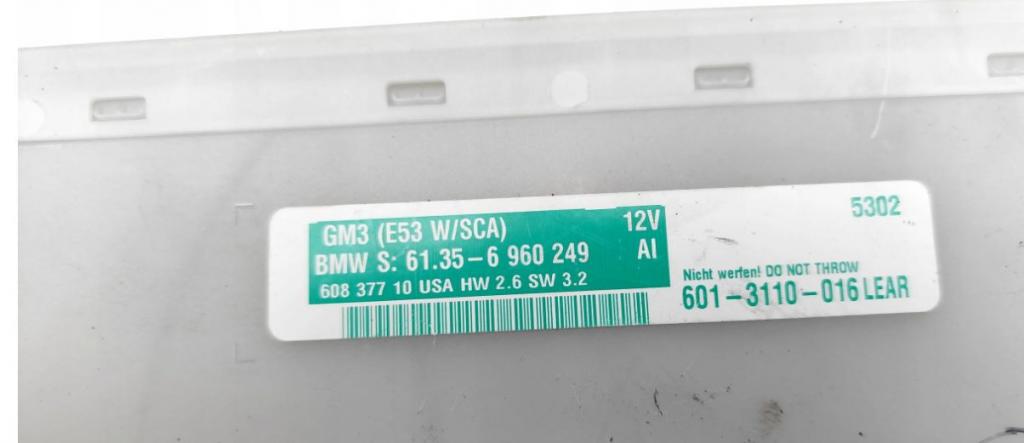 GM3 (E53 W/SCA) 12V
BMW S: 61.35-6 960 249 AI
608 377 10 USA HW 2.6 SW 3.2
5302
Nicht werfen! DO NOT THROW
601-3110-016 LEAR